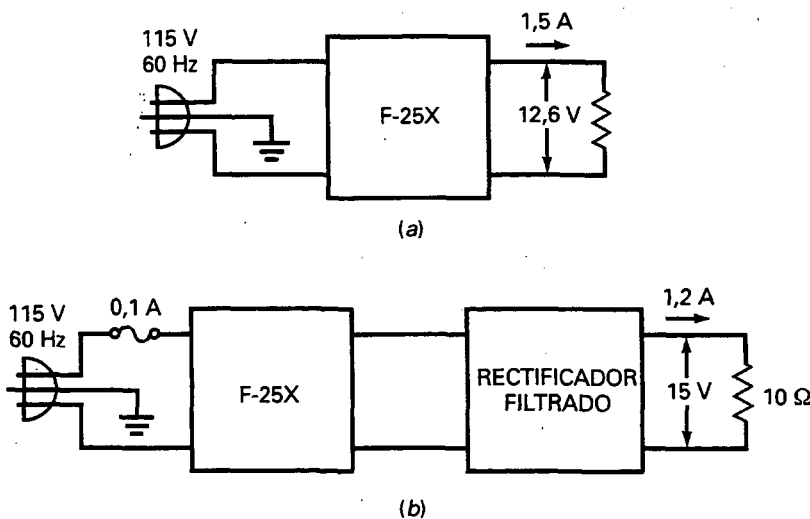 115 V
60 Hz
F-25X
1,5 A
12,6 V
(a)
115 V
60 Hz
0,1 A
F-25X
RECTIFICADOR
FILTRADO
1,2 A
15 V
10 Ω
(b)